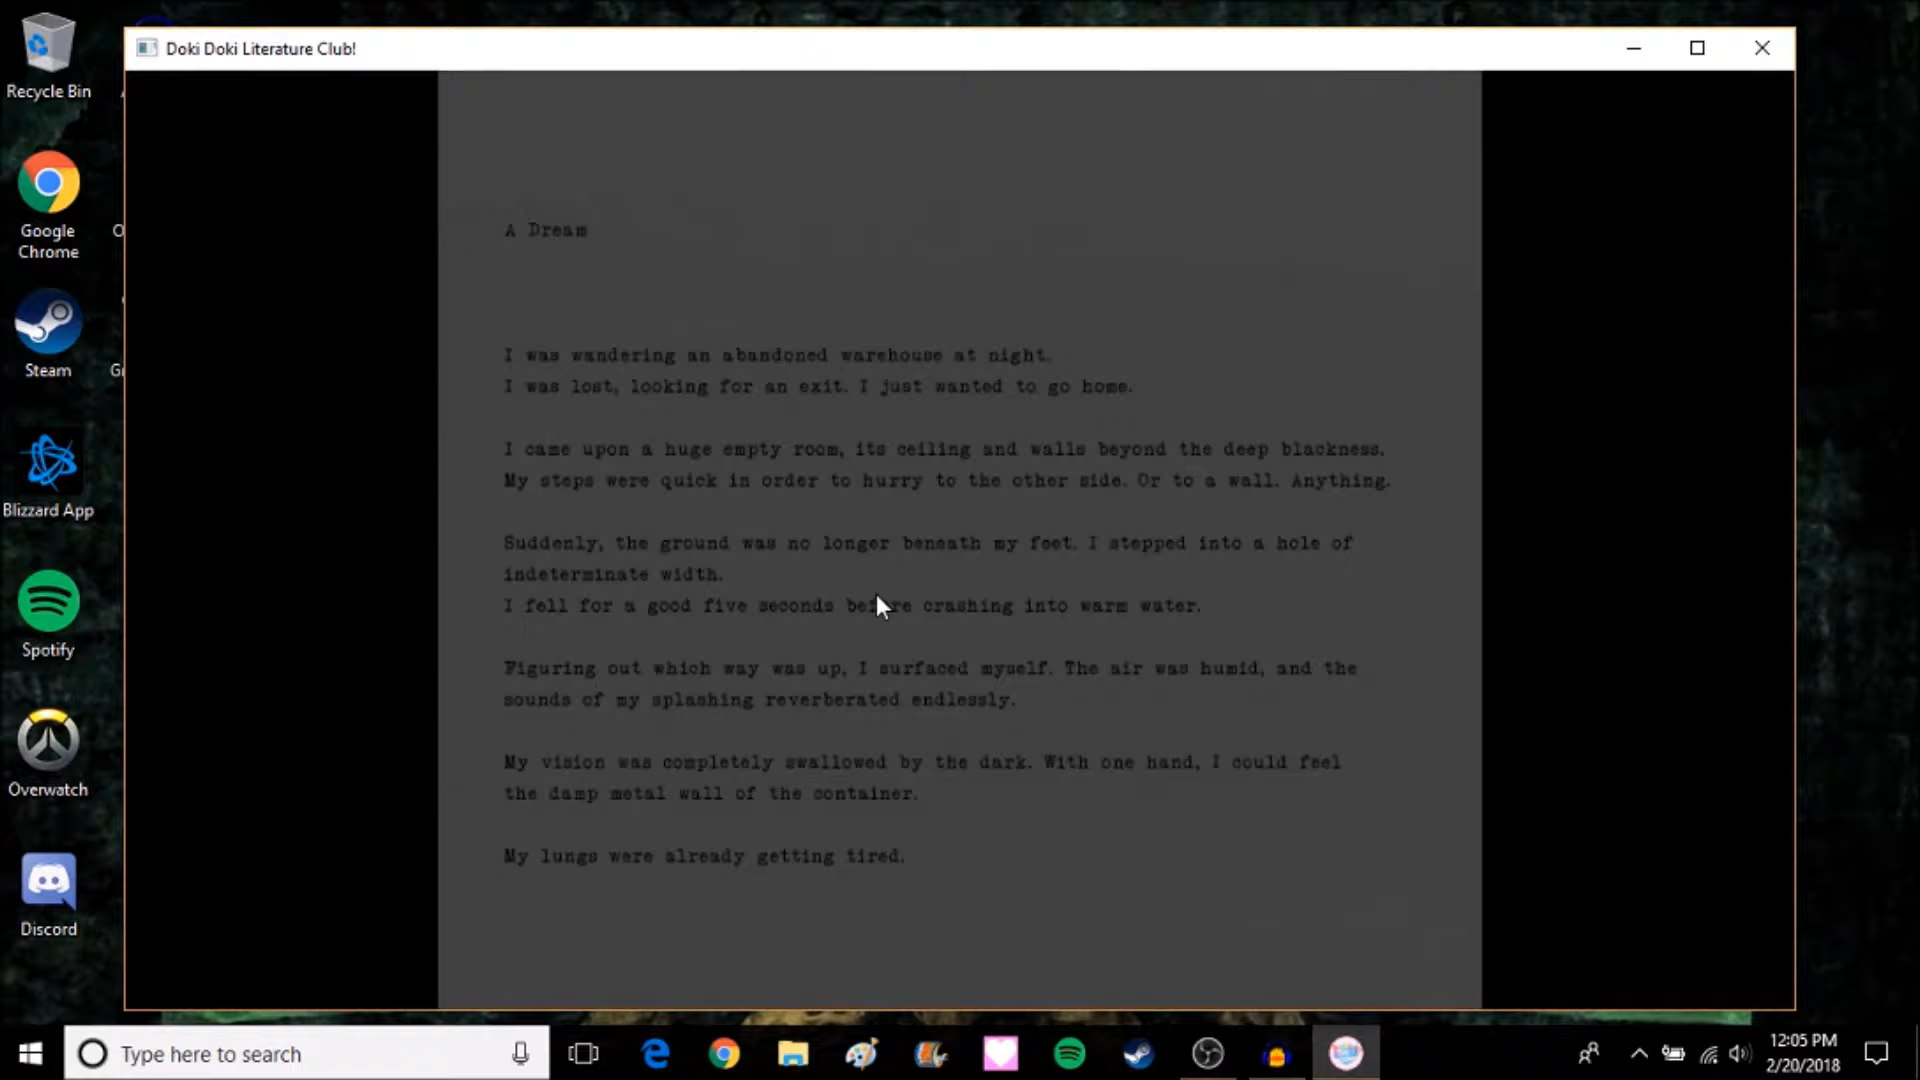 Doki Doki Literature Club!
Recycle Bin
Google
Chrome
Steam
Blizzard App
Spotify
Overwatch
Discord
A Dream
I was wandering an abandoned warehouse at night.
I was lost, looking for an exit. I just wanted to go home.
I came upon a huge empty room, its ceiling and walls beyond the deep blackness.
My steps were quick in order to hurry to the other side. Or to a wall. Anything.
Suddenly, the ground was no longer beneath my feet. I stepped into a hole of
indeterminate width.
I fell for a good five seconds before crashing into warm water.
Figuring out which way was up, I surfaced myself. The air was humid, and the
sounds of my splashing reverberated endlessly.
My vision was completely swallowed by the dark. With one hand, I could feel
the damp metal wall of the container.
My lungs were already getting tired.
Type here to search
12:05 PM
2/20/2018